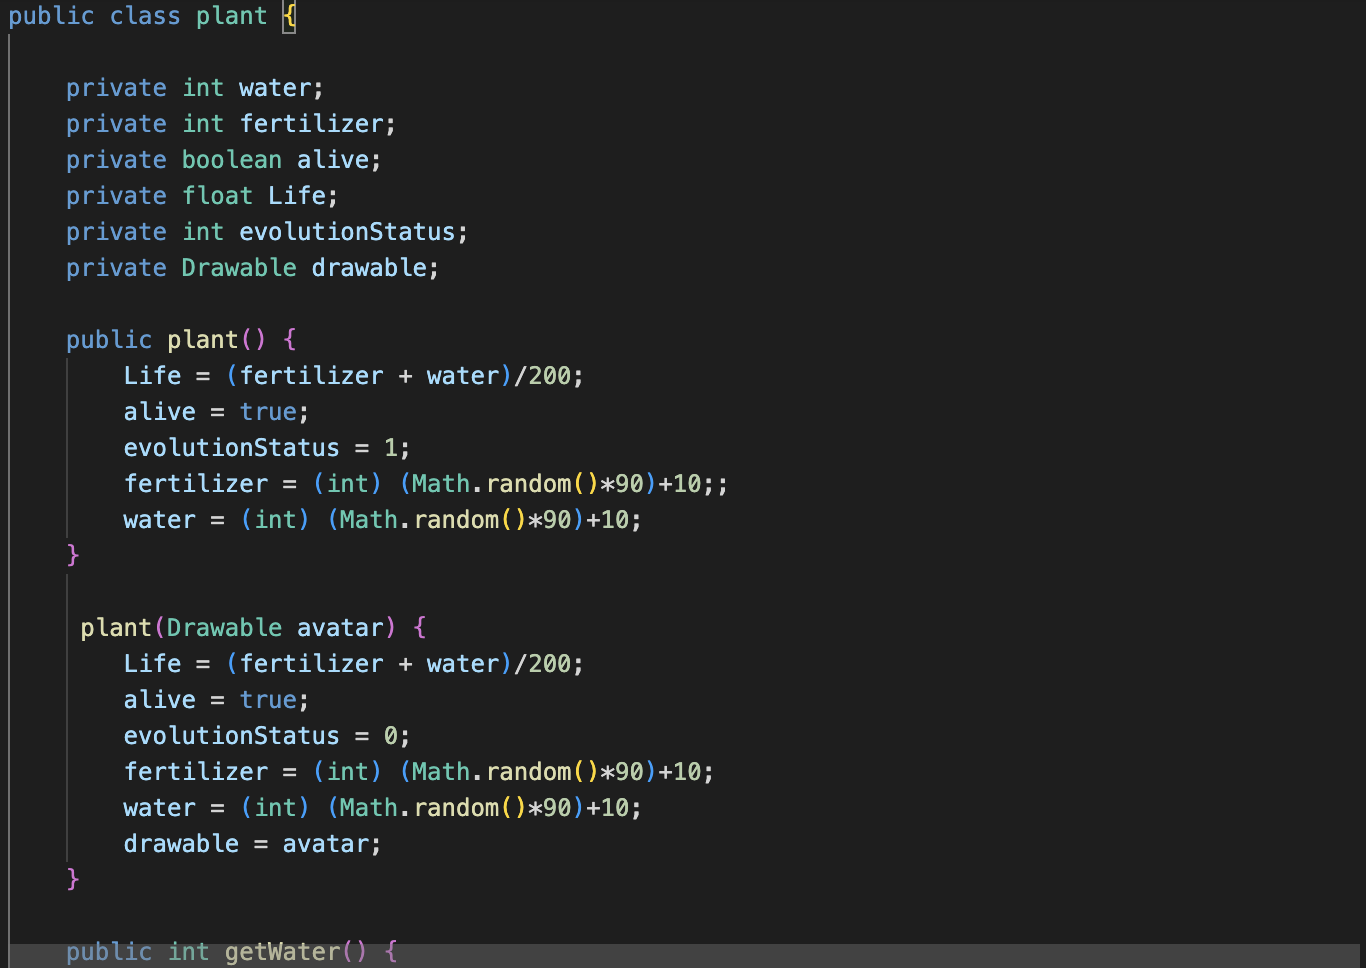 public class plant {
private int water;
private int fertilizer;
private boolean alive;
private float Life;
private int evolutionStatus;
private Drawable drawable;
public plant() {
Life = (fertilizer + water)/200;
alive = true;
evolutionStatus = 1;
fertilizer = (int) (Math.random()*90)+10;;
water = (int) (Math.random()*90)+10;
}
plant(Drawable avatar) {
Life = (fertilizer + water)/200;
alive = true;
evolutionStatus = 0;
fertilizer = (int) (Math.random()*90)+10;
water = (int) (Math.random()*90)+10;
drawable = avatar;
}
public int getWater() {